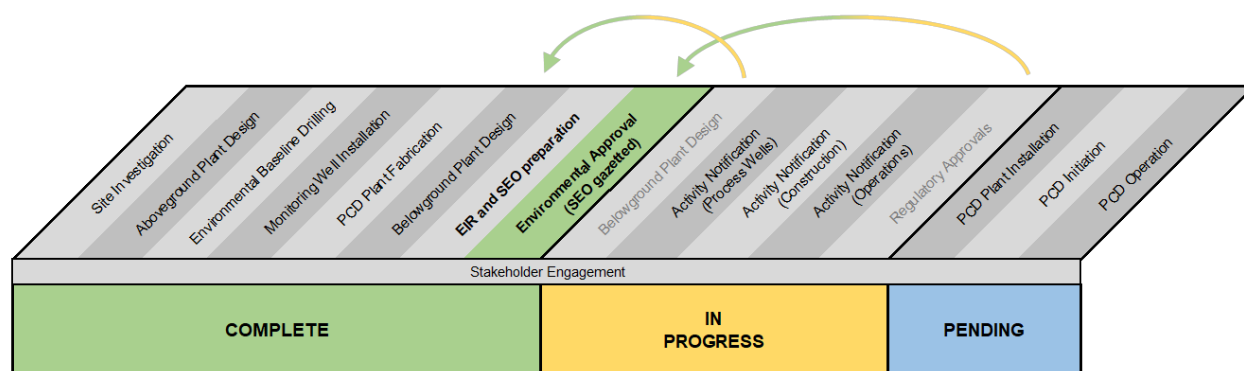 Site Investigation
Aboveground Plant Design
Environmental Baseline Drilling
Monitoring Well Installation
PCD Plant Fabrication
Belowground Plant Design
EIR and SEO preparation
Environmental Approval
(SEO gazetted)
Belowground Plant Design
Activity Notification
(Process Wells)
Activity Notification
(Construction)
Activity Notification
(Operations)
Regulatory Approvals
PCD Plant Installation
PCD Initiation
PCD Operation
Stakeholder Engagement
COMPLETE
IN
PROGRESS
PENDING